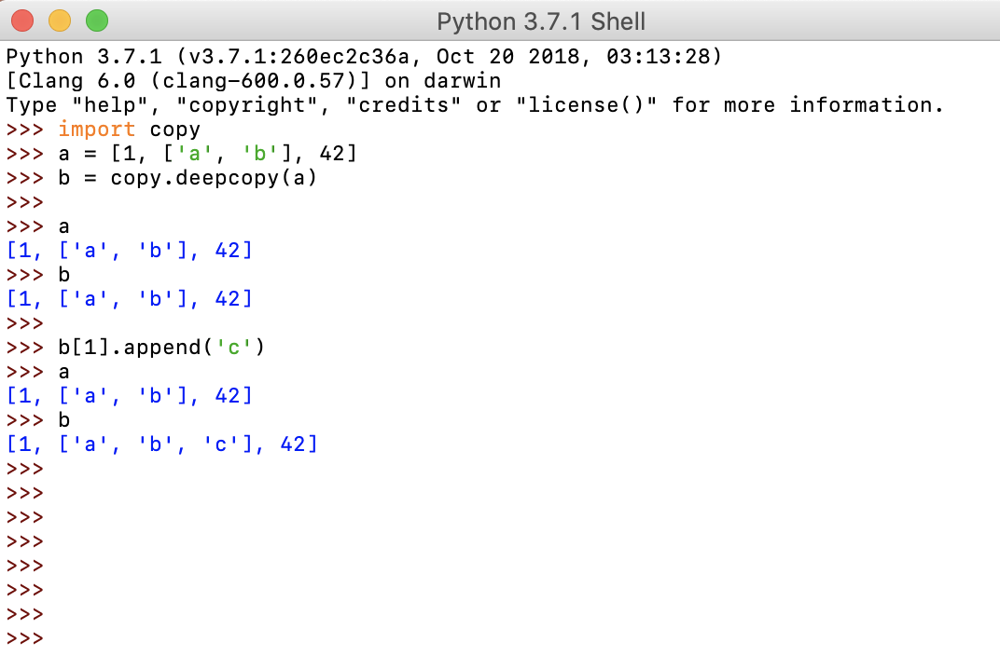 Python 3.7.1 Shell
Python 3.7.1 (v3.7.1:260ec2c36a, Oct 20 2018, 03:13:28)
[Clang 6.0 (clang-600.0.57)] on darwin
Type "help", "copyright", "credits" or "license()" for more information.
>>> import copy
>>> a = [1, ['a', 'b'], 42]
>>> b = copy.deepcopy(a)
>>>
>>> a
[1, ['a', 'b'], 42]
>>> b
[1, ['a', 'b'], 42]
>>>
>>> b[1].append('c')
>>> a
[1, ['a', 'b'], 42]
>>> b
[1, ['a', 'b', 'c'], 42]
>>>
>>>
>>>
>>>
>>>
>>>
>>>
>>>